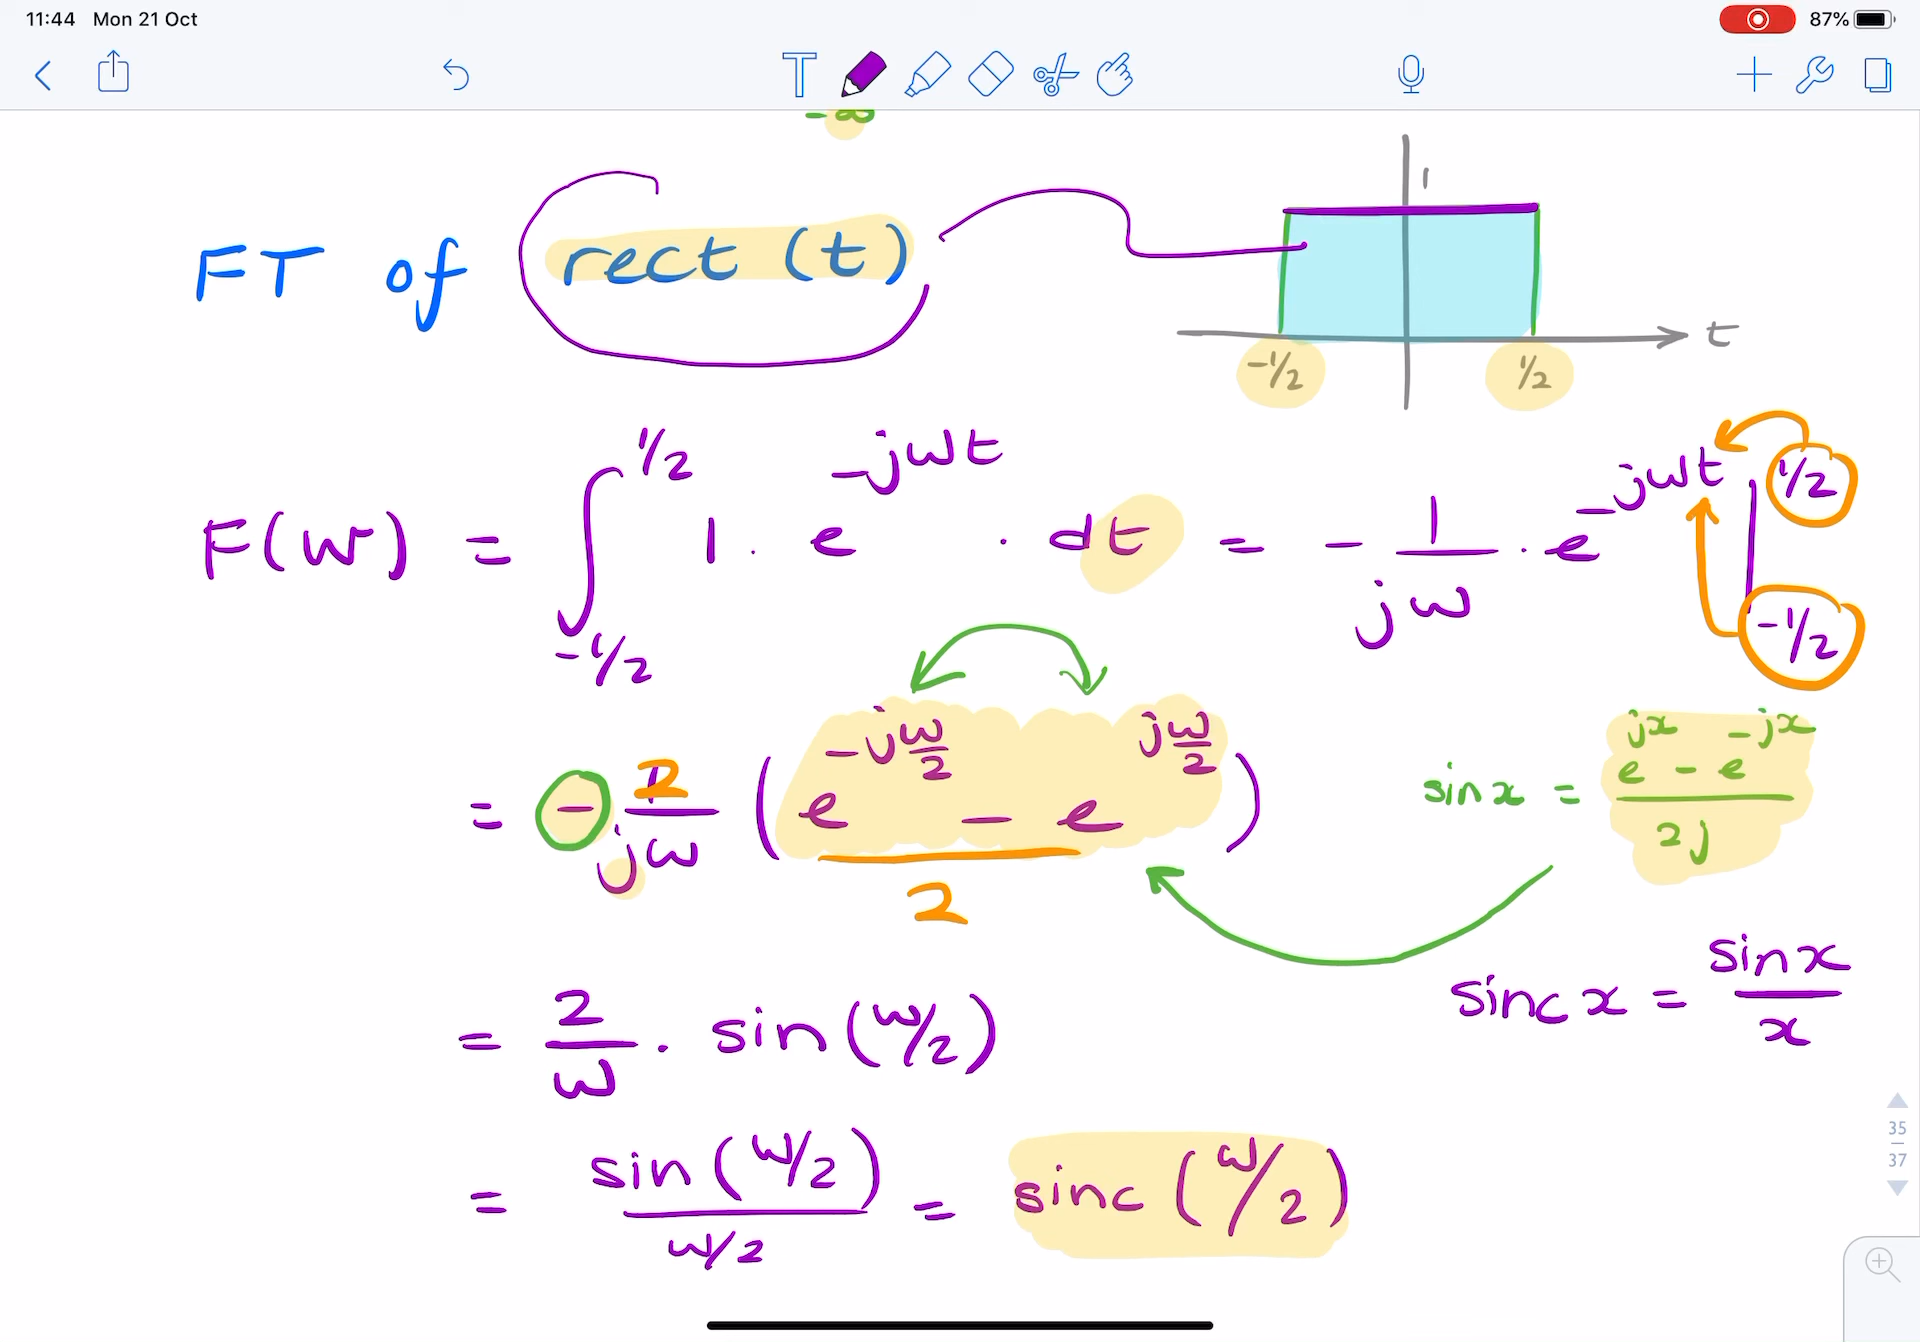 11:44 Mon 21 Oct 87%
T
-∞
FT of rect (t)
1
t
-1/2 1/2
F(w) = ∫_{-1/2}^{1/2} 1 . e^{-jwt} . dt = - 1/jw . e^{-jwt} |_{-1/2}^{1/2}
= - 2/jw ( (e^{-jw/2} - e^{jw/2})/2 )
sin x = (e^{jx} - e^{-jx})/2j
sinc x = sin x/x
= 2/w . sin (w/2)
= sin (w/2)/(w/2) = sinc (w/2)
35
37